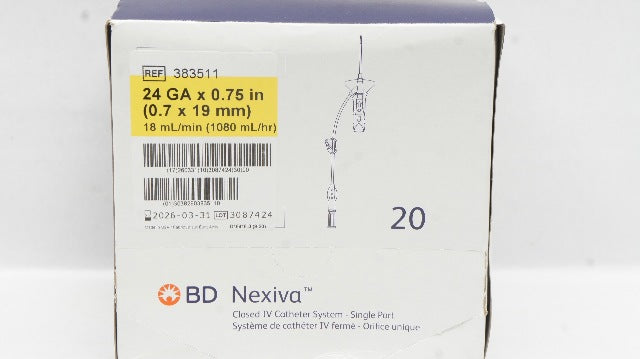 REF 383511
24 GA x 0.75 in
(0.7 x 19 mm)
18 mL/min (1080 mL/hr)
2026-03-31 LOT 3087424
20
BD Nexiva™
Closed IV Catheter System - Single Port
Système de cathéter IV fermé - Orifice unique